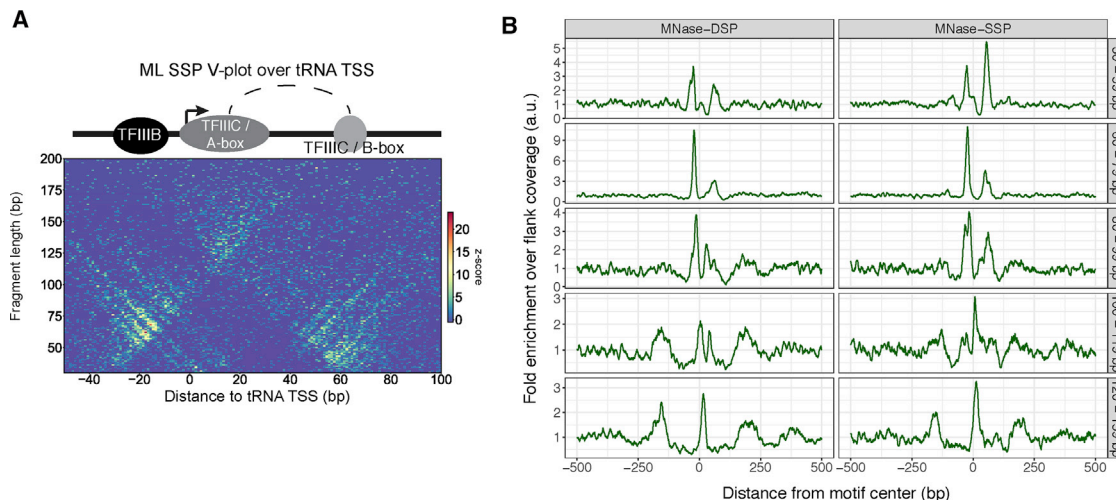 A
ML SSP V-plot over tRNA TSS
TFIIIB
TFIIIC /
A-box
TFIIIC / B-box
200
175
150
125
100
75
50
Fragment length (bp)
−40 −20 0 20 40 60 80 100
Distance to tRNA TSS (bp)
20
15
10
5
0
z-score
B
MNase−DSP MNase−SSP
Fold enrichment over flank coverage (a.u.)
5
4
3
2
1
0
11
9
6
3
0
4
3
2
1
0
3
2
1
3
2
1
−500 −250 0 250 500 −500 −250 0 250 500
Distance from motif center (bp)